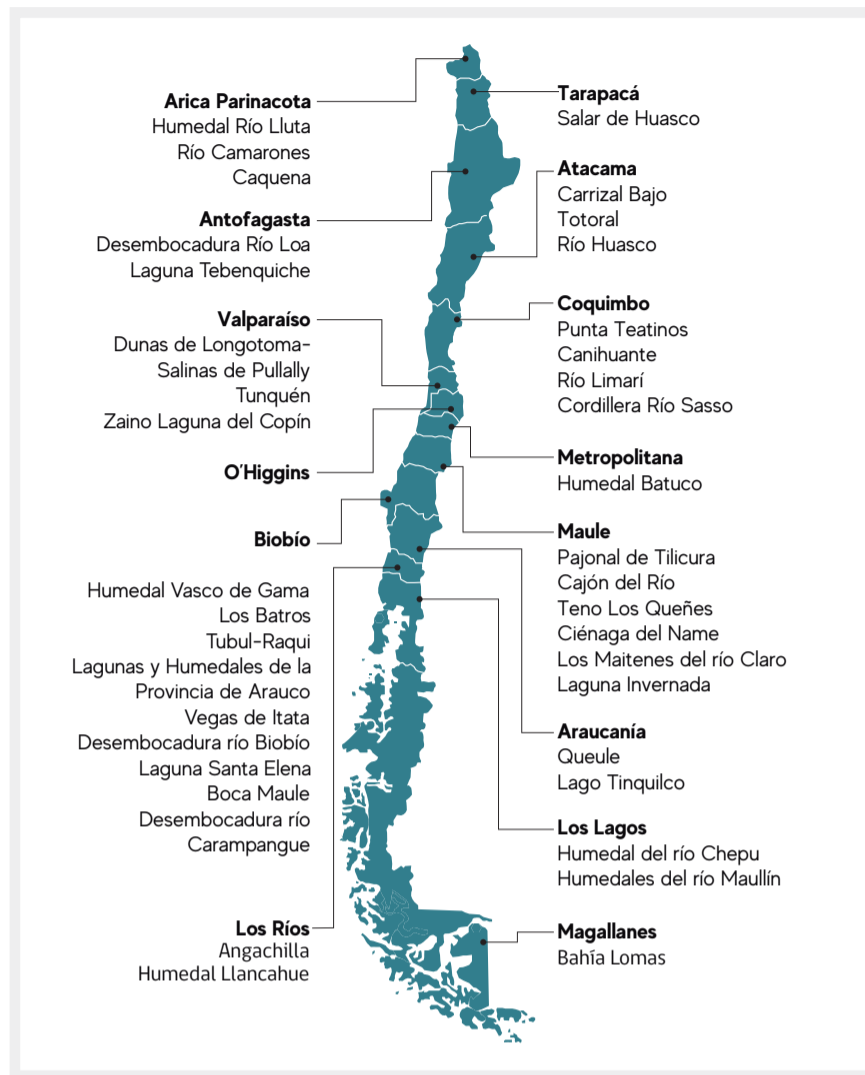 Arica Parinacota
Humedal Río Lluta
Río Camarones
Caquena
Antofagasta
Desembocadura Río Loa
Laguna Tebenquiche
Valparaíso
Dunas de Longotoma-
Salinas de Pullally
Tunquén
Zaino Laguna del Copín
O'Higgins
Biobío
Humedal Vasco de Gama
Los Batros
Tubul-Raqui
Lagunas y Humedales de la
Provincia de Arauco
Vegas de Itata
Desembocadura río Biobío
Laguna Santa Elena
Boca Maule
Desembocadura río
Carampangue
Los Ríos
Angachilla
Humedal Llancahue
Tarapacá
Salar de Huasco
Atacama
Carrizal Bajo
Totoral
Río Huasco
Coquimbo
Punta Teatinos
Canihuante
Río Limarí
Cordillera Río Sasso
Metropolitana
Humedal Batuco
Maule
Pajonal de Tilicura
Cajón del Río
Teno Los Queñes
Ciénaga del Name
Los Maitenes del río Claro
Laguna Invernada
Araucanía
Queule
Lago Tinquilco
Los Lagos
Humedal del río Chepu
Humedales del río Maullín
Magallanes
Bahía Lomas